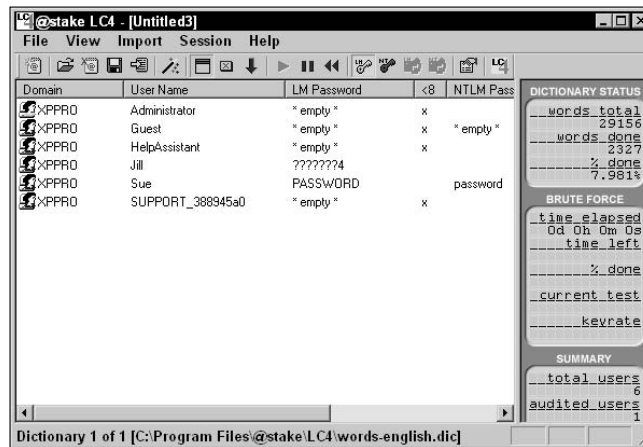 @stake LC4 - [Untitled3]
File View Import Session Help
Domain User Name LM Password <8 NTLM Pass
XPPRO Administrator * empty * x
XPPRO Guest * empty * x * empty *
XPPRO HelpAssistant * empty * x
XPPRO Jill ???????4
XPPRO Sue PASSWORD password
XPPRO SUPPORT_388945a0 * empty * x
DICTIONARY STATUS
words total
29156
words done
2327
% done
7.981%
BRUTE FORCE
time elapsed
0d 0h 0m 0s
time left
% done
current test
keyrate
SUMMARY
total users
6
audited users
1
Dictionary 1 of 1 [C:\Program Files\@stake\LC4\words-english.dic]